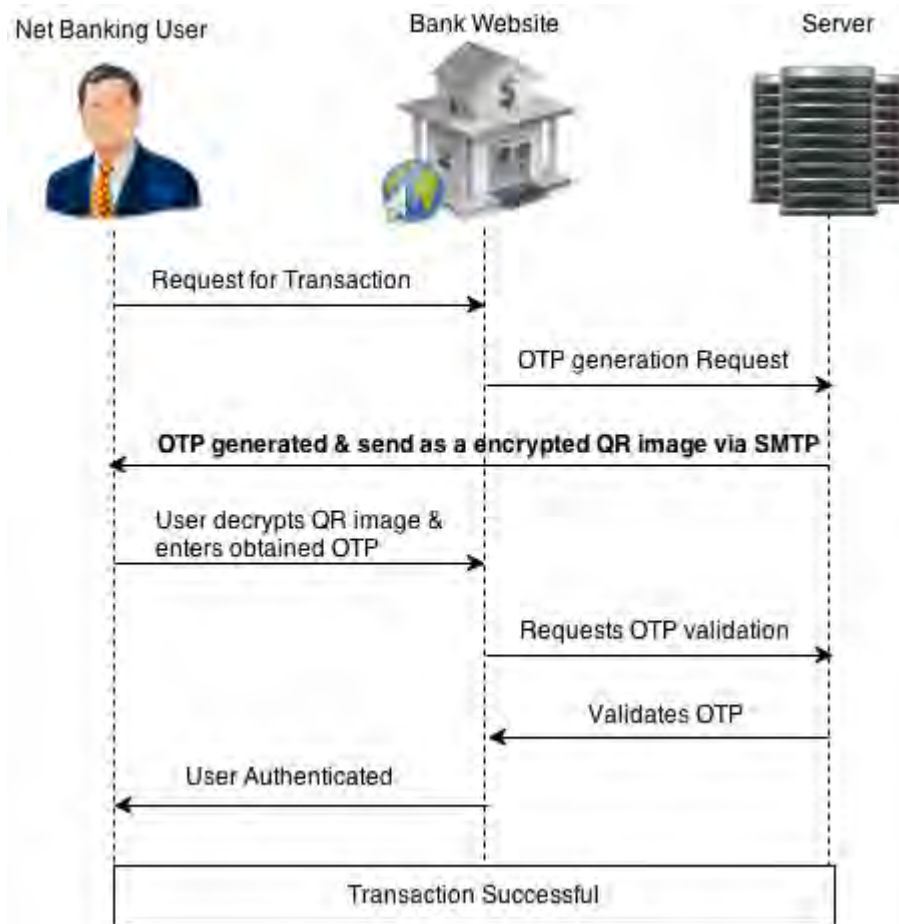 Net Banking User
Bank Website
Server
$
Request for Transaction
OTP generation Request
OTP generated & send as a encrypted QR image via SMTP
User decrypts QR image &
enters obtained OTP
Requests OTP validation
Validates OTP
User Authenticated
Transaction Successful